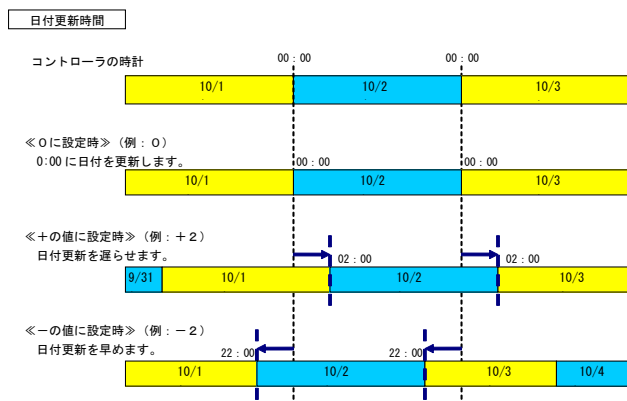 日付更新時間
00：00 00：00
コントローラの時計
10/1 10/2 10/3
≪０に設定時≫（例：０）
0:00 に日付を更新します。
00：00 00：00
10/1 10/2 10/3
≪＋の値に設定時≫（例：＋２）
日付更新を遅らせます。
02：00 02：00
9/31 10/1 10/2 10/3
≪－の値に設定時≫（例：－２）
日付更新を早めます。
22：00 22：00
10/1 10/2 10/3 10/4